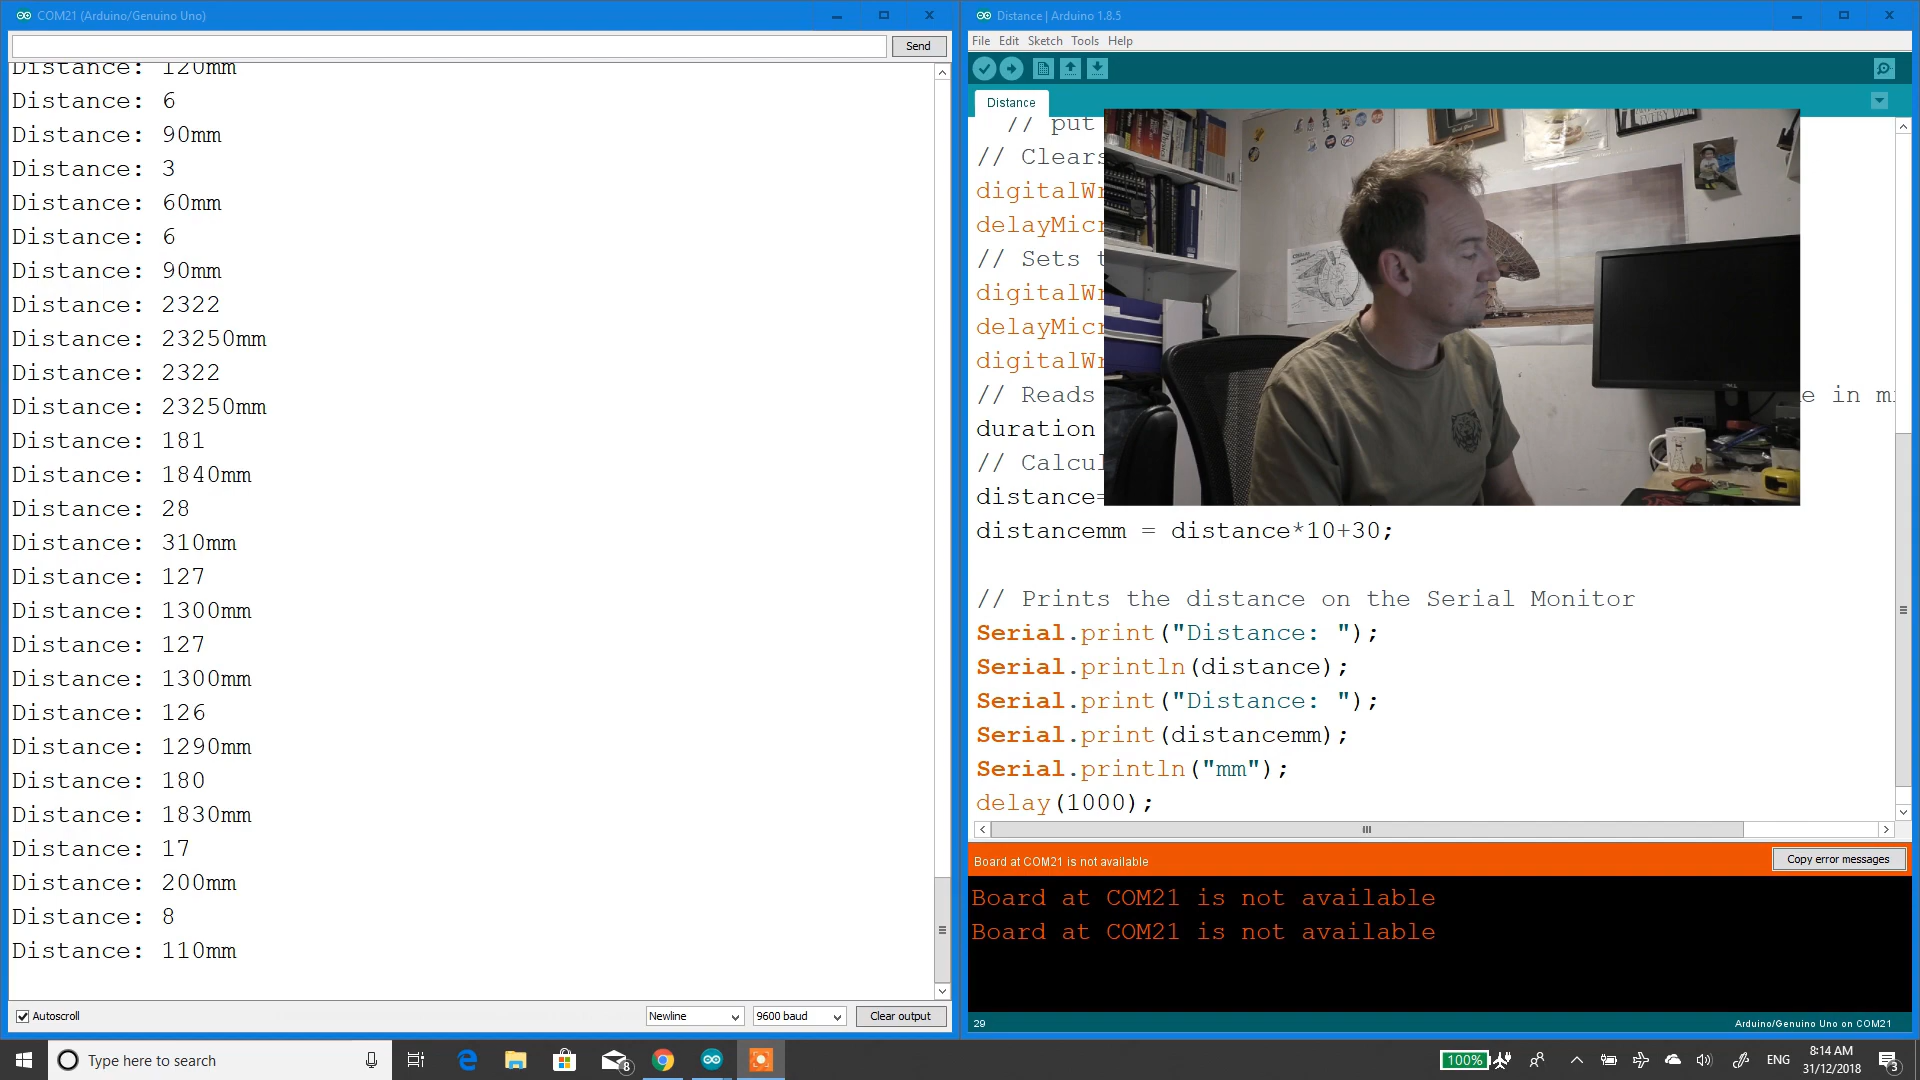 COM21 (Arduino/Genuino Uno)
Send
Distance: 120mm
Distance: 6
Distance: 90mm
Distance: 3
Distance: 60mm
Distance: 6
Distance: 90mm
Distance: 2322
Distance: 23250mm
Distance: 2322
Distance: 23250mm
Distance: 181
Distance: 1840mm
Distance: 28
Distance: 310mm
Distance: 127
Distance: 1300mm
Distance: 127
Distance: 1300mm
Distance: 126
Distance: 1290mm
Distance: 180
Distance: 1830mm
Distance: 17
Distance: 200mm
Distance: 8
Distance: 110mm
Autoscroll
Newline
9600 baud
Clear output
Distance | Arduino 1.8.5
File Edit Sketch Tools Help
Distance
// put
// Clears
digitalWr
delayMicr
// Sets t
digitalWr
delayMicr
digitalWr
// Reads e in mi
duration
// Calcul
distance=
distancemm = distance*10+30;
// Prints the distance on the Serial Monitor
Serial.print("Distance: ");
Serial.println(distance);
Serial.print("Distance: ");
Serial.print(distancemm);
Serial.println("mm");
delay(1000);
Board at COM21 is not available
Copy error messages
Board at COM21 is not available
Board at COM21 is not available
29
Arduino/Genuino Uno on COM21
Type here to search
8
100%
ENG
8:14 AM
31/12/2018
3